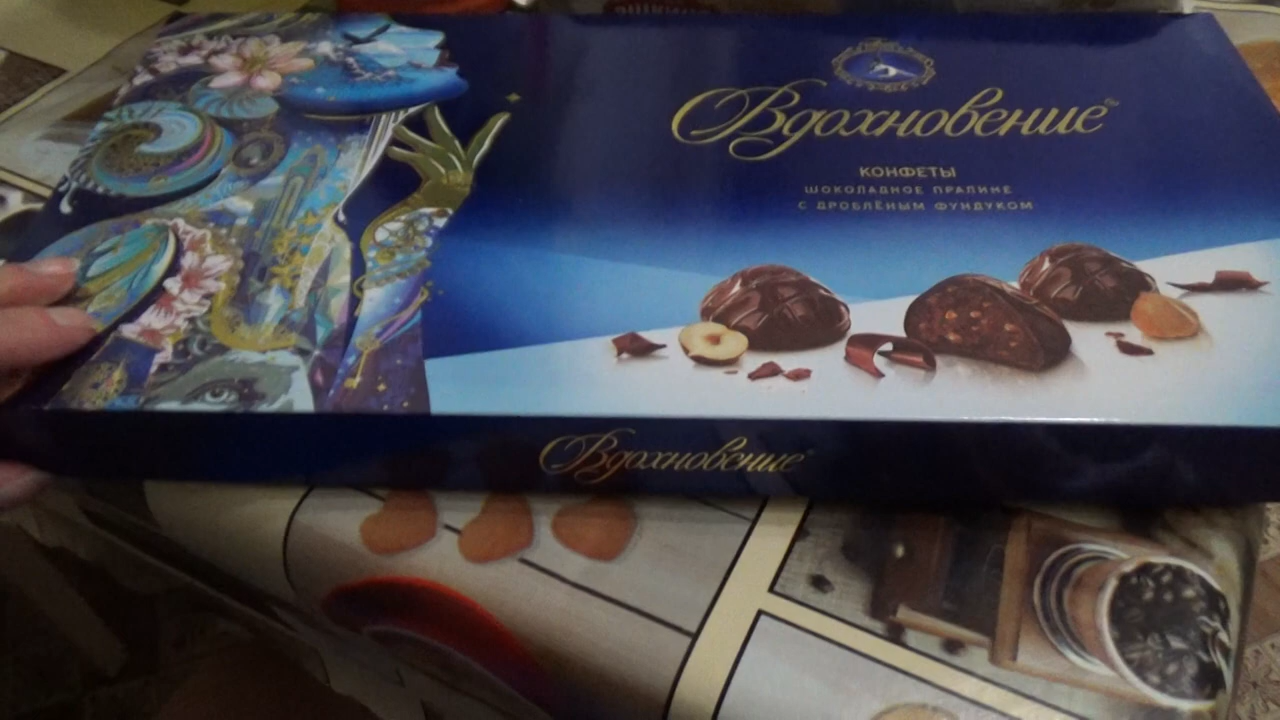 Вдохновение
КОНФЕТЫ
ШОКОЛАДНОЕ ПРАЛИНЕ
С ДРОБЛЁНЫМ ФУНДУКОМ
Вдохновение